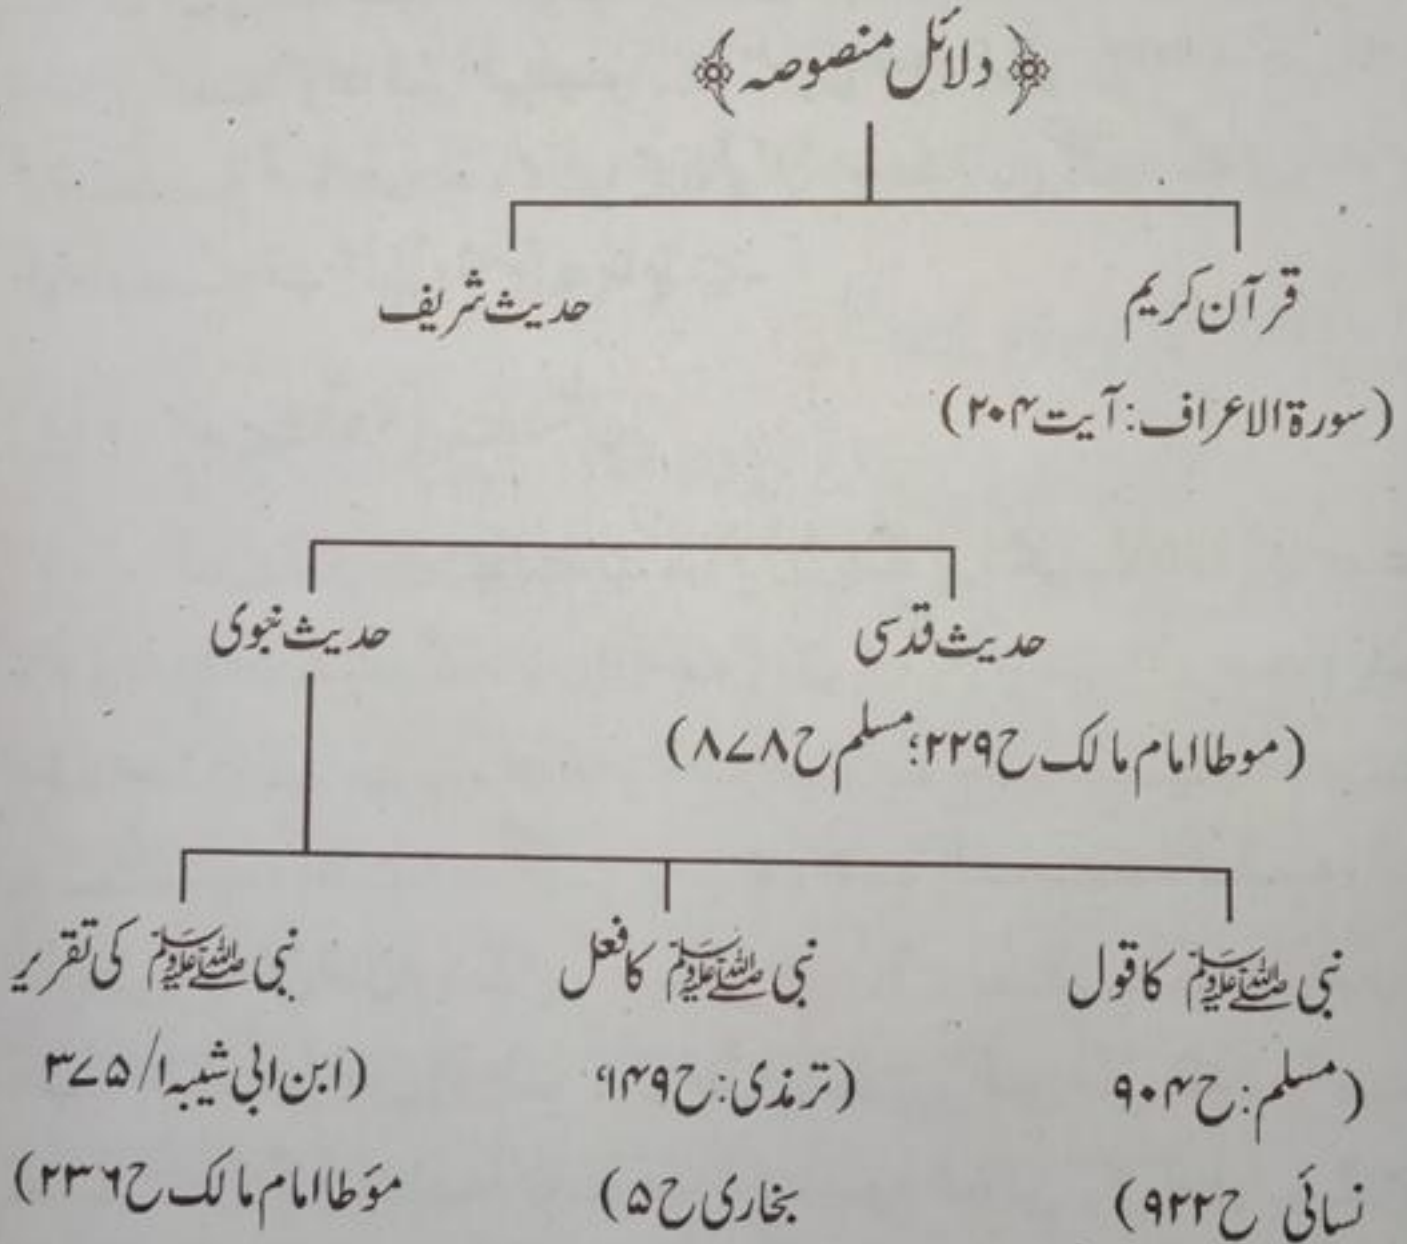 ﴿دلائل منصوصہ﴾
قرآن کریم
حدیث شریف
(سورۃ الاعراف: آیت ۲۰۴)
حدیث قدسی
حدیث نبوی
(موطا امام مالک ح ۲۲۹؛ مسلم ح ۸۷۸)
نبی ﷺ کا قول
نبی ﷺ کا فعل
نبی ﷺ کی تقریر
(مسلم: ح ۹۰۴
(ترمذی: ح ۱۴۹،
(ابن ابی شیبہ ۱/ ۳۷۵
نسائی ح ۹۲۲)
بخاری ح ۵)
مؤطا امام مالک ح ۲۳۶)